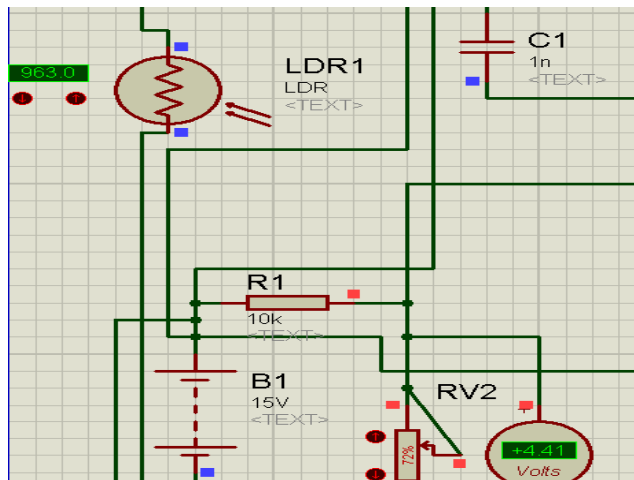 C1
1n
<TEXT>
963.0
LDR1
LDR
<TEXT>
R1
10k
<TEXT>
B1
15V
<TEXT>
RV2
72%
+
+4.41
Volts